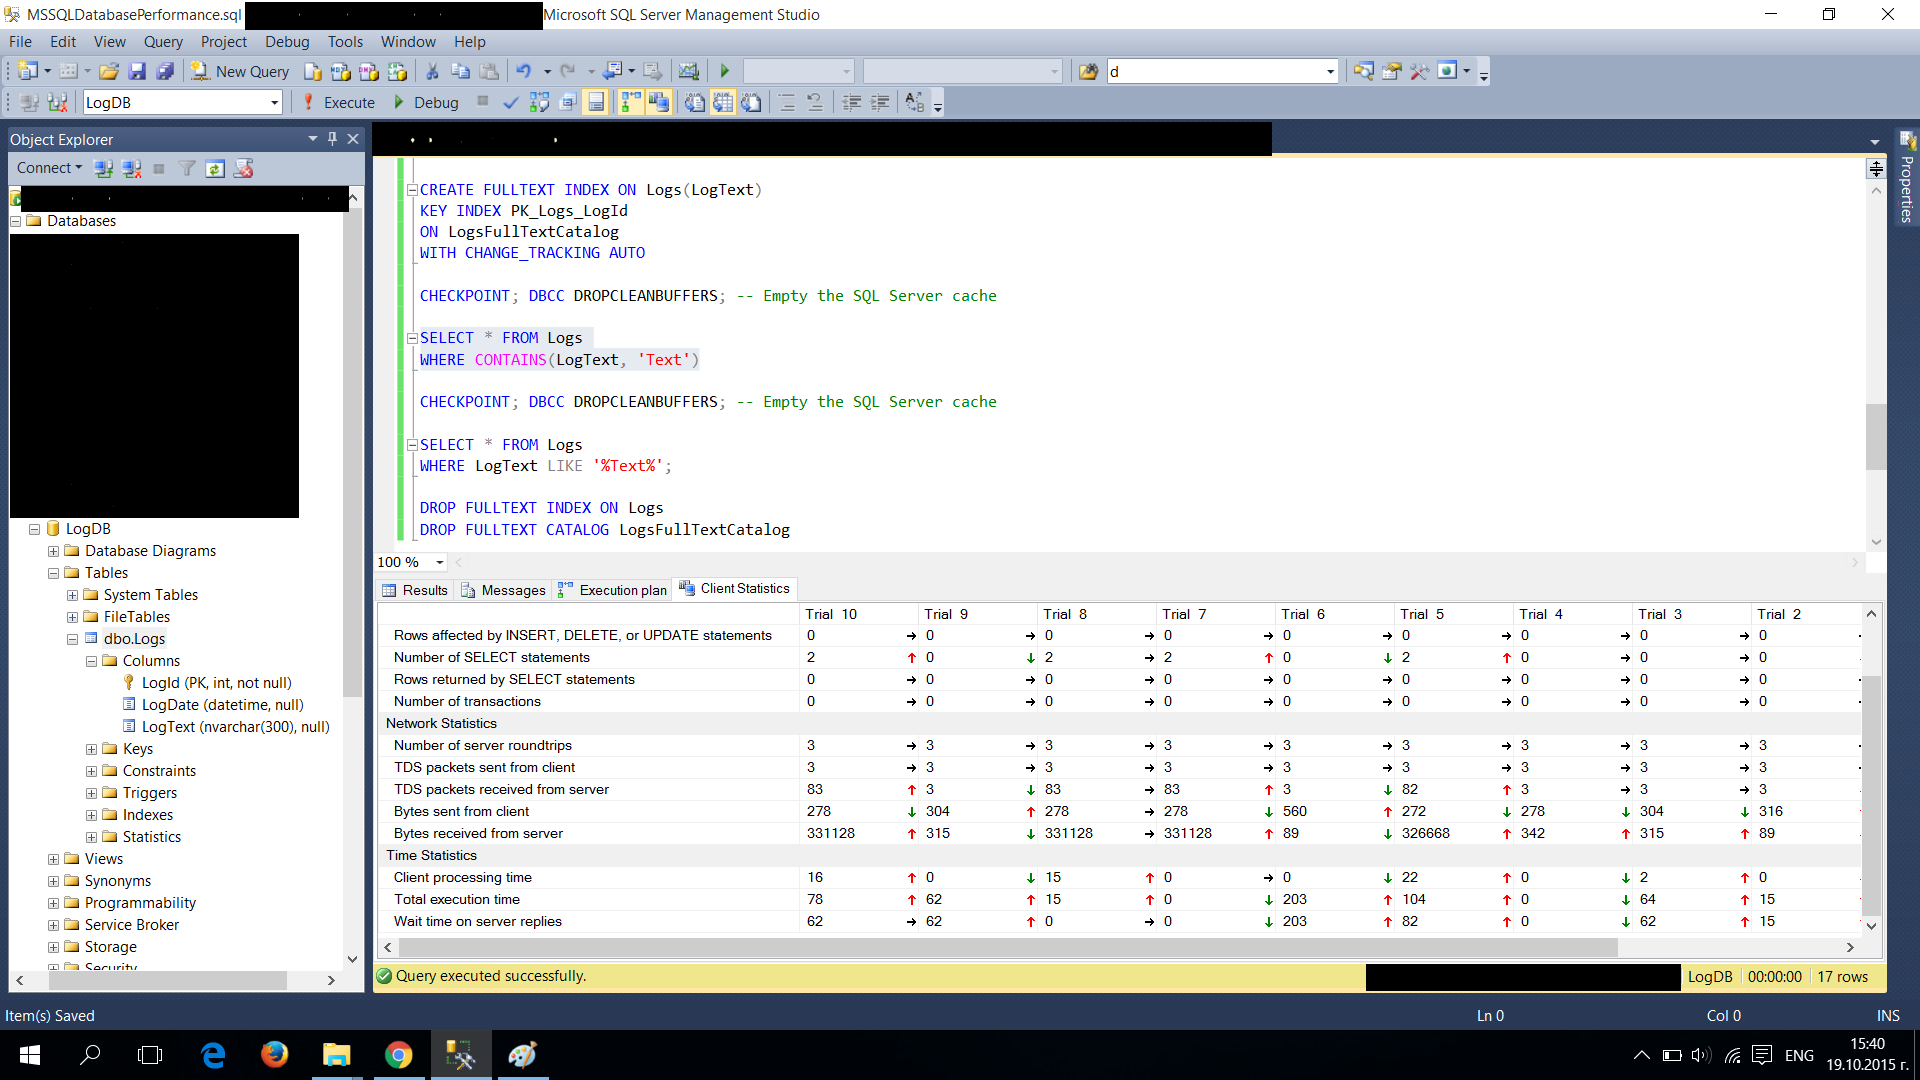 MSSQLDatabasePerformance.sql Microsoft SQL Server Management Studio
File Edit View Query Project Debug Tools Window Help
New Query d
LogDB Execute Debug
Object Explorer
Connect
Databases
LogDB
Database Diagrams
Tables
System Tables
FileTables
dbo.Logs
Columns
LogId (PK, int, not null)
LogDate (datetime, null)
LogText (nvarchar(300), null)
Keys
Constraints
Triggers
Indexes
Statistics
Views
Synonyms
Programmability
Service Broker
Storage
Security
CREATE FULLTEXT INDEX ON Logs(LogText)
KEY INDEX PK_Logs_LogId
ON LogsFullTextCatalog
WITH CHANGE_TRACKING AUTO
CHECKPOINT; DBCC DROPCLEANBUFFERS; -- Empty the SQL Server cache
SELECT * FROM Logs
WHERE CONTAINS(LogText, 'Text')
CHECKPOINT; DBCC DROPCLEANBUFFERS; -- Empty the SQL Server cache
SELECT * FROM Logs
WHERE LogText LIKE '%Text%';
DROP FULLTEXT INDEX ON Logs
DROP FULLTEXT CATALOG LogsFullTextCatalog
100 %
Results Messages Execution plan Client Statistics
Trial 10 Trial 9 Trial 8 Trial 7 Trial 6 Trial 5 Trial 4 Trial 3 Trial 2
Rows affected by INSERT, DELETE, or UPDATE statements 0 → 0 → 0 → 0 → 0 → 0 → 0 → 0 → 0
Number of SELECT statements 2 ↑ 0 ↓ 2 → 2 ↑ 0 ↓ 2 ↑ 0 → 0 → 0
Rows returned by SELECT statements 0 → 0 → 0 → 0 → 0 → 0 → 0 → 0 → 0
Number of transactions 0 → 0 → 0 → 0 → 0 → 0 → 0 → 0 → 0
Network Statistics
Number of server roundtrips 3 → 3 → 3 → 3 → 3 → 3 → 3 → 3 → 3
TDS packets sent from client 3 → 3 → 3 → 3 → 3 → 3 → 3 → 3 → 3
TDS packets received from server 83 ↑ 3 ↓ 83 → 83 ↑ 3 ↓ 82 ↑ 3 → 3 → 3
Bytes sent from client 278 ↓ 304 ↑ 278 → 278 ↓ 560 ↑ 272 ↓ 278 ↓ 304 ↓ 316
Bytes received from server 331128 ↑ 315 ↓ 331128 → 331128 ↑ 89 ↓ 326668 ↑ 342 ↑ 315 ↑ 89
Time Statistics
Client processing time 16 ↑ 0 ↓ 15 ↑ 0 → 0 ↓ 22 ↑ 0 ↓ 2 ↑ 0
Total execution time 78 ↑ 62 ↑ 15 ↑ 0 ↓ 203 ↑ 104 ↑ 0 ↓ 64 ↑ 15
Wait time on server replies 62 → 62 ↑ 0 → 0 ↓ 203 ↑ 82 ↑ 0 ↓ 62 ↑ 15
Query executed successfully. LogDB 00:00:00 17 rows
Properties
Item(s) Saved Ln 0 Col 0 INS
ENG 15:40
19.10.2015 г.